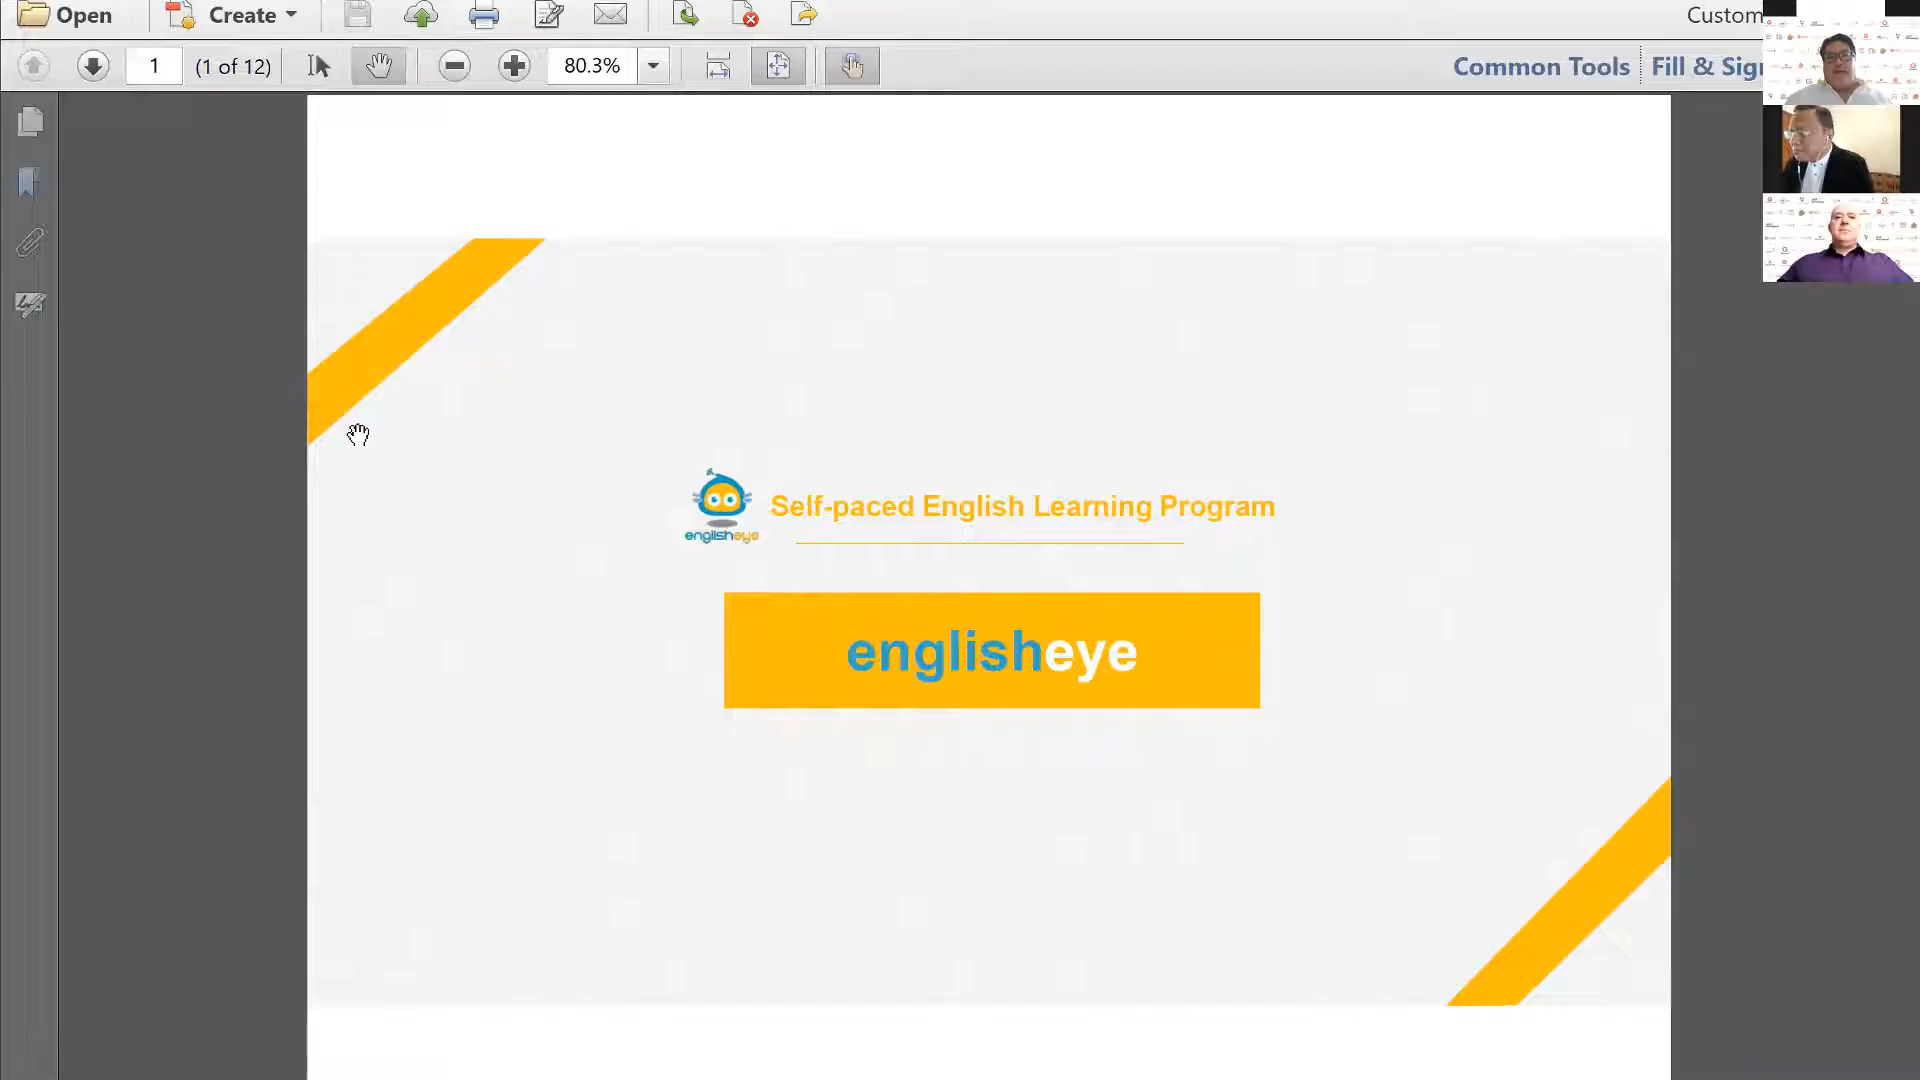 Open
Create
Custom
1
(1 of 12)
80.3%
Common Tools
Fill & Sig
Self-paced English Learning Program
englisheye
englisheye